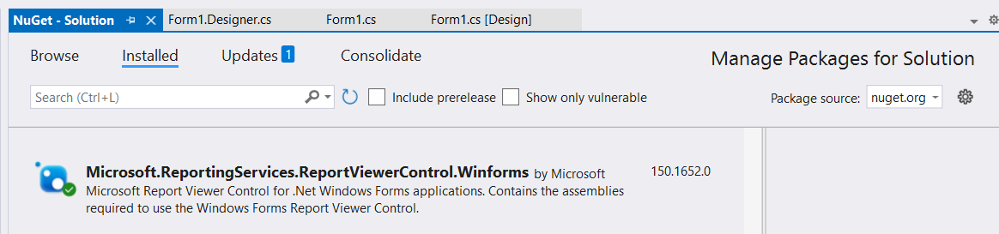 NuGet - Solution
Form1.Designer.cs
Form1.cs
Form1.cs [Design]
Browse
Installed
Updates 1
Consolidate
Manage Packages for Solution
Search (Ctrl+L)
Include prerelease
Show only vulnerable
Package source: nuget.org
Microsoft.ReportingServices.ReportViewerControl.Winforms by Microsoft 150.1652.0
Microsoft Report Viewer Control for .Net Windows Forms applications. Contains the assemblies
required to use the Windows Forms Report Viewer Control.